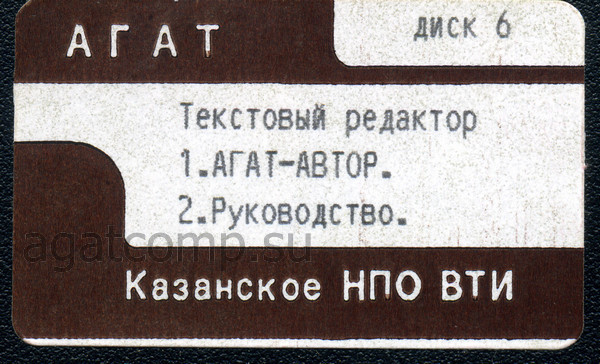 АГАТ
диск 6
Текстовый редактор
1.АГАТ-АВТОР.
2.Руководство.
agatcomp.su
Казанское НПО ВТИ